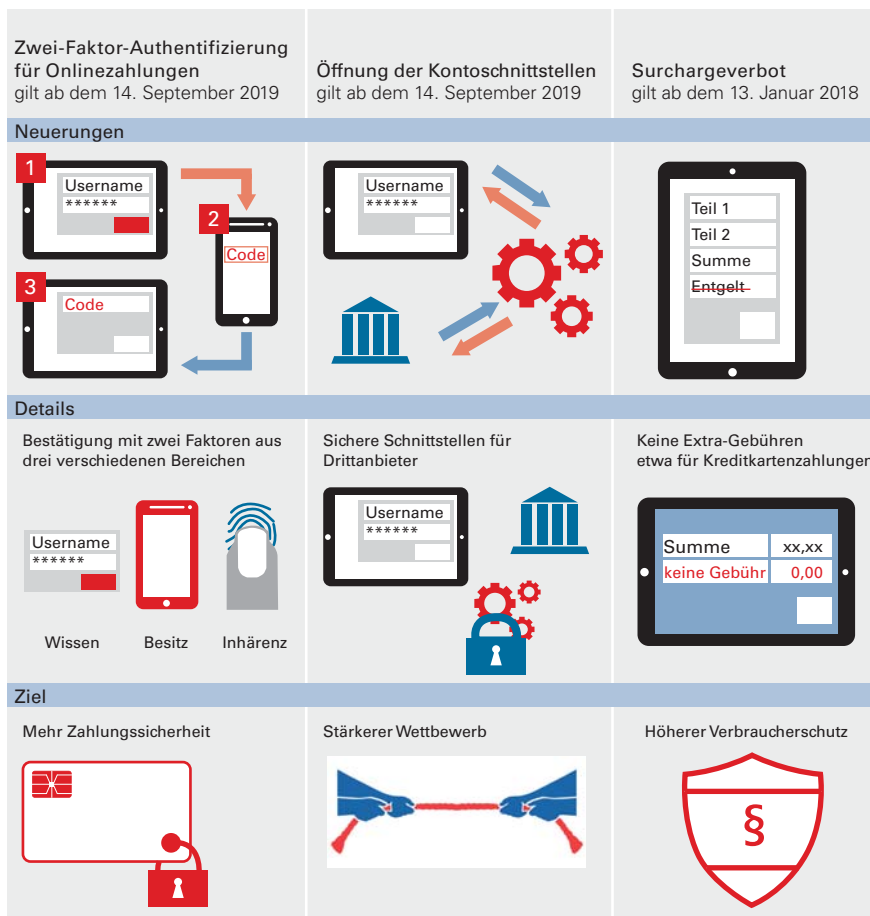 Zwei-Faktor-Authentifizierung
für Onlinezahlungen
gilt ab dem 14. September 2019
Öffnung der Kontoschnittstellen
gilt ab dem 14. September 2019
Surchargeverbot
gilt ab dem 13. Januar 2018
Neuerungen
1
Username
******
2
Code
3
Code
Username
******
Teil 1
Teil 2
Summe
Entgelt
Details
Bestätigung mit zwei Faktoren aus
drei verschiedenen Bereichen
Username
******
Wissen
Besitz
Inhärenz
Sichere Schnittstellen für
Drittanbieter
Username
******
Keine Extra-Gebühren
etwa für Kreditkartenzahlungen
Summe xx,xx
keine Gebühr 0,00
Ziel
Mehr Zahlungssicherheit
Stärkerer Wettbewerb
Höherer Verbraucherschutz
§